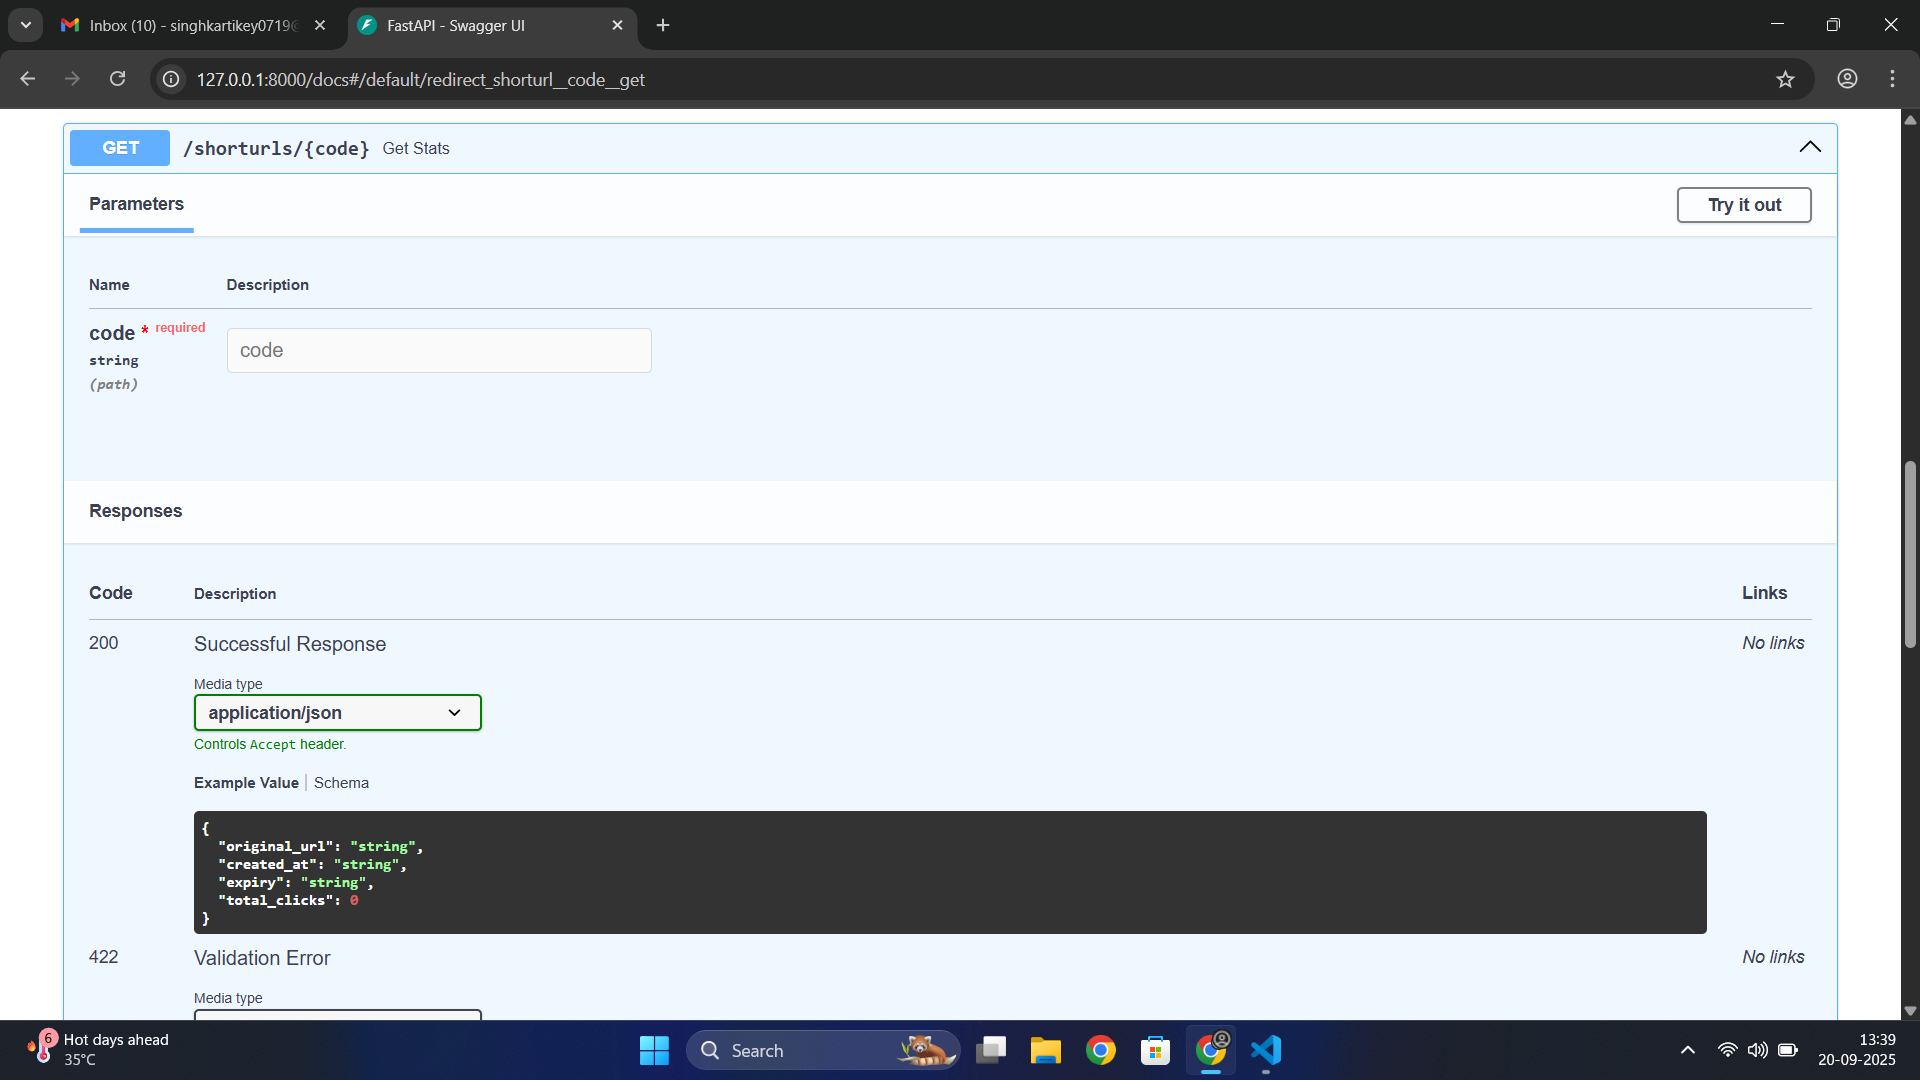 Inbox (10) - singhkartikey0719@
FastAPI - Swagger UI
127.0.0.1:8000/docs#/default/redirect_shorturl__code__get
GET /shorturls/{code} Get Stats
Parameters
Try it out
Name Description
code * required
string
(path)
code
Responses
Code Description Links
200 Successful Response No links
Media type
application/json
Controls Accept header.
Example Value | Schema
{
"original_url": "string",
"created_at": "string",
"expiry": "string",
"total_clicks": 0
}
422 Validation Error No links
Media type
6
Hot days ahead
35°C
Search
13:39
20-09-2025